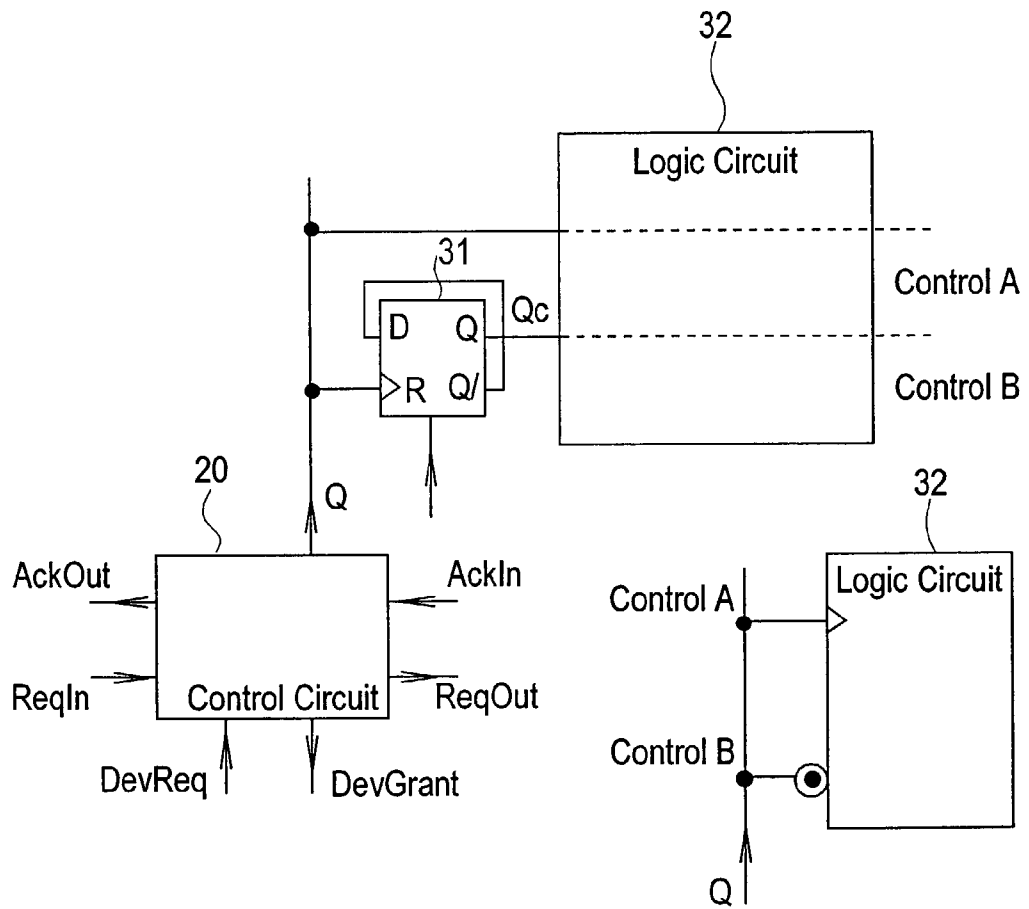 32
Logic Circuit
31
Control A
Qc
D Q
R Q/
Control B
20
Q
32
AckOut
AckIn
Logic Circuit
Control A
ReqIn
Control Circuit
ReqOut
Control B
DevReq
DevGrant
Q